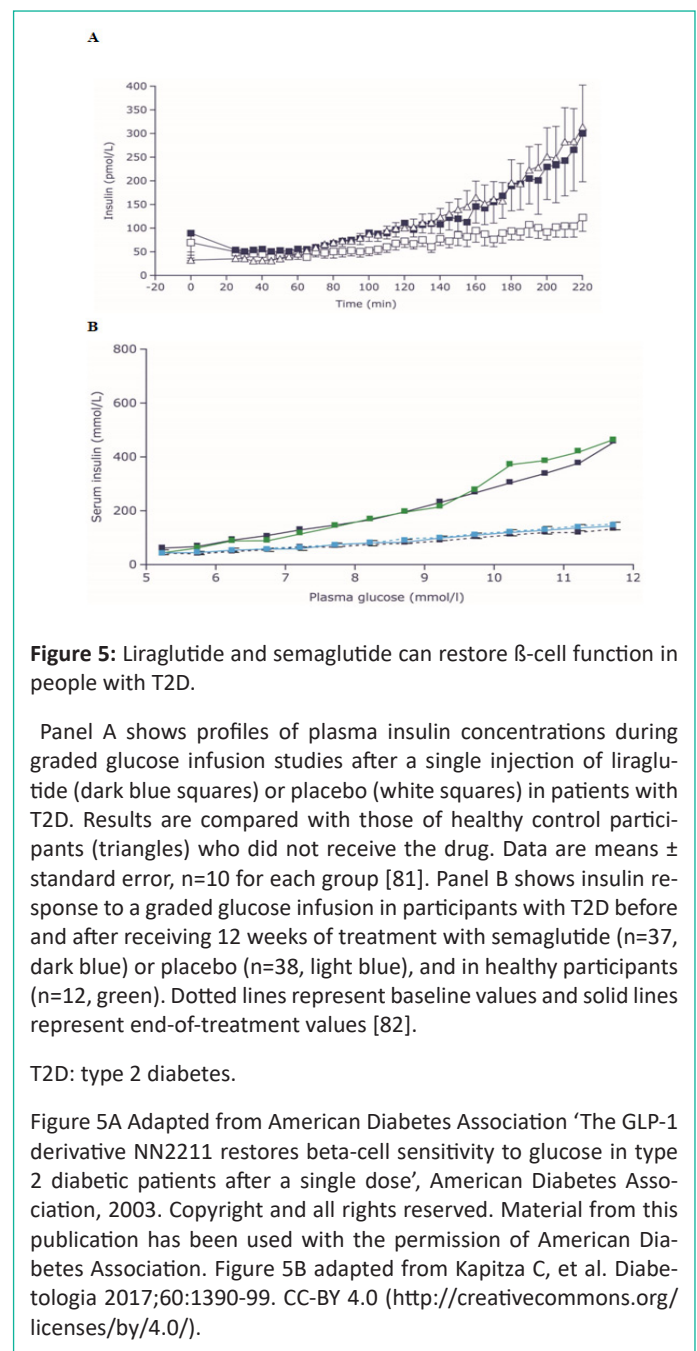 A
400
350
300
250
200
150
100
50
0
Insulin (pmol/L)
-20 0 20 40 60 80 100 120 140 160 180 200 220
Time (min)
B
800
600
400
200
0
Serum insulin (mmol/L)
5 6 7 8 9 10 11 12
Plasma glucose (mmol/l)
Figure 5: Liraglutide and semaglutide can restore ß-cell function in
people with T2D.
Panel A shows profiles of plasma insulin concentrations during
graded glucose infusion studies after a single injection of liraglu-
tide (dark blue squares) or placebo (white squares) in patients with
T2D. Results are compared with those of healthy control partici-
pants (triangles) who did not receive the drug. Data are means ±
standard error, n=10 for each group [81]. Panel B shows insulin re-
sponse to a graded glucose infusion in participants with T2D before
and after receiving 12 weeks of treatment with semaglutide (n=37,
dark blue) or placebo (n=38, light blue), and in healthy participants
(n=12, green). Dotted lines represent baseline values and solid lines
represent end-of-treatment values [82].
T2D: type 2 diabetes.
Figure 5A Adapted from American Diabetes Association ‘The GLP-1
derivative NN2211 restores beta-cell sensitivity to glucose in type
2 diabetic patients after a single dose’, American Diabetes Asso-
ciation, 2003. Copyright and all rights reserved. Material from this
publication has been used with the permission of American Dia-
betes Association. Figure 5B adapted from Kapitza C, et al. Diabe-
tologia 2017;60:1390-99. CC-BY 4.0 (http://creativecommons.org/
licenses/by/4.0/).